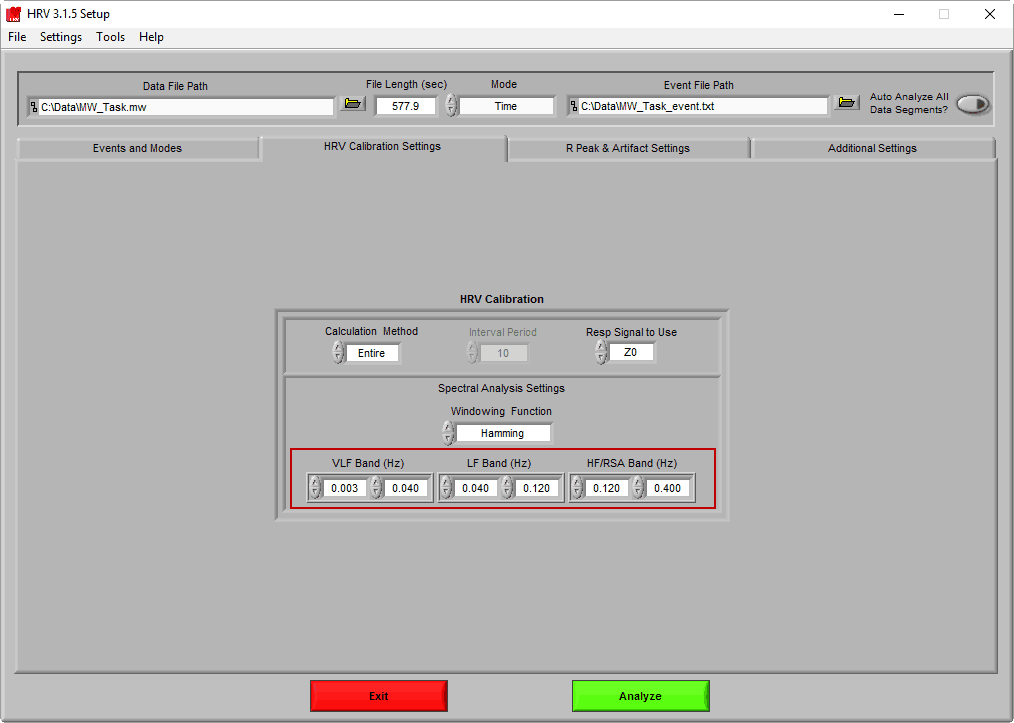 HRV 3.1.5 Setup
File Settings Tools Help
Data File Path File Length (sec) Mode Event File Path Auto Analyze All
Data Segments?
C:\Data\MW_Task.mw 577.9 Time C:\Data\MW_Task_event.txt
Events and Modes HRV Calibration Settings R Peak & Artifact Settings Additional Settings
HRV Calibration
Calculation Method Interval Period Resp Signal to Use
Entire 10 Z0
Spectral Analysis Settings
Windowing Function
Hamming
VLF Band (Hz) LF Band (Hz) HF/RSA Band (Hz)
0.003 0.040 0.040 0.120 0.120 0.400
Exit Analyze